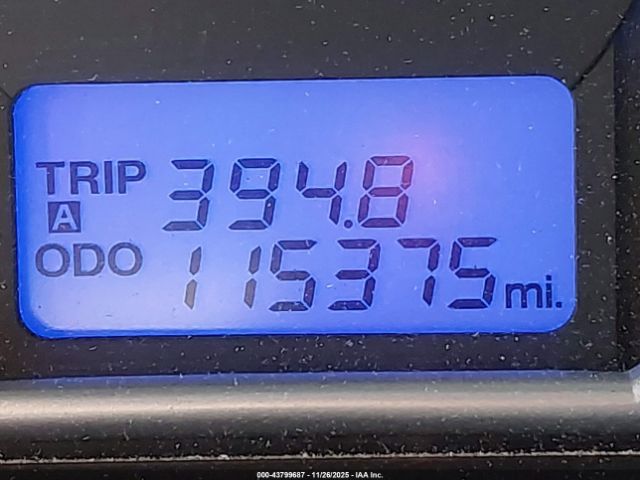 TRIP 394.8
A
ODO 115375 mi.
000-43799687 - 11/26/2025 - IAA Inc.